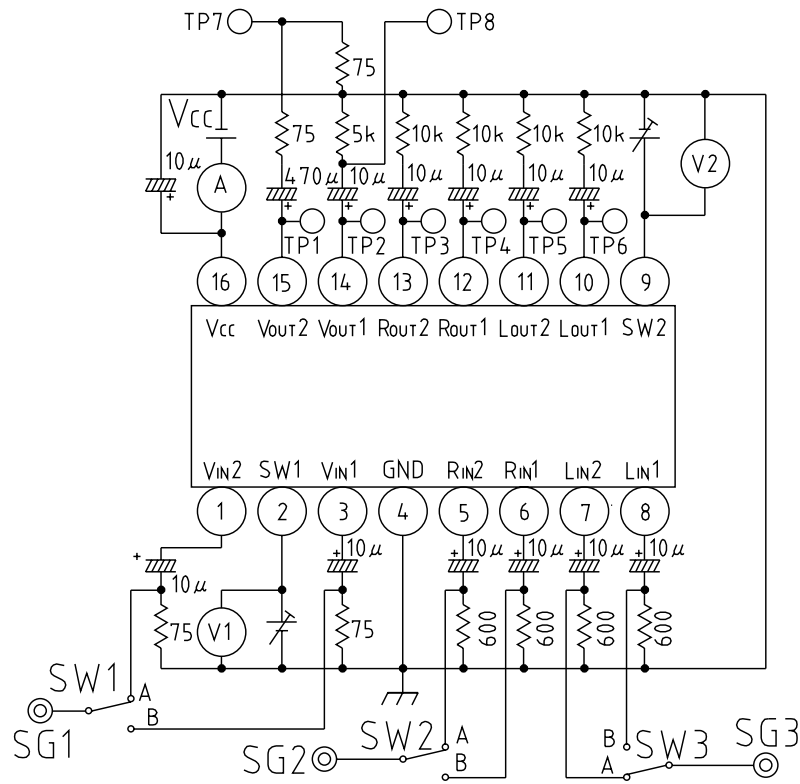 TP7 TP8
75
Vcc 75 5k 10k 10k 10k 10k
10μ A 470μ 10μ 10μ 10μ 10μ 10μ V2
+ + + + + + +
TP1 TP2 TP3 TP4 TP5 TP6
16 15 14 13 12 11 10 9
Vcc VOUT2 VOUT1 ROUT2 ROUT1 LOUT2 LOUT1 SW2
VIN2 SW1 VIN1 GND RIN2 RIN1 LIN2 LIN1
1 2 3 4 5 6 7 8
+ + 10μ + 10μ + 10μ + 10μ + 10μ
10μ
75 V1 75 600 600 600 600
SW1 A
B
SG1
SW2 A
B
SG2
B
A SW3
SG3